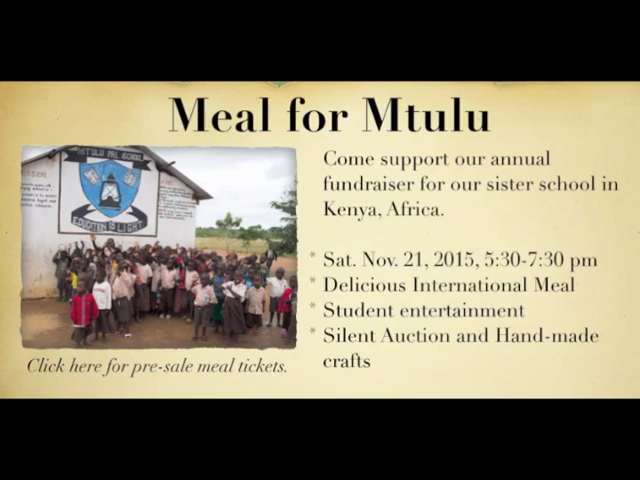 Meal for Mtulu
Come support our annual
fundraiser for our sister school in
Kenya, Africa.
* Sat. Nov. 21, 2015, 5:30-7:30 pm
* Delicious International Meal
* Student entertainment
* Silent Auction and Hand-made
crafts
MTULU PRI. SCHOOL
EDUCATION IS LIGHT
Click here for pre-sale meal tickets.